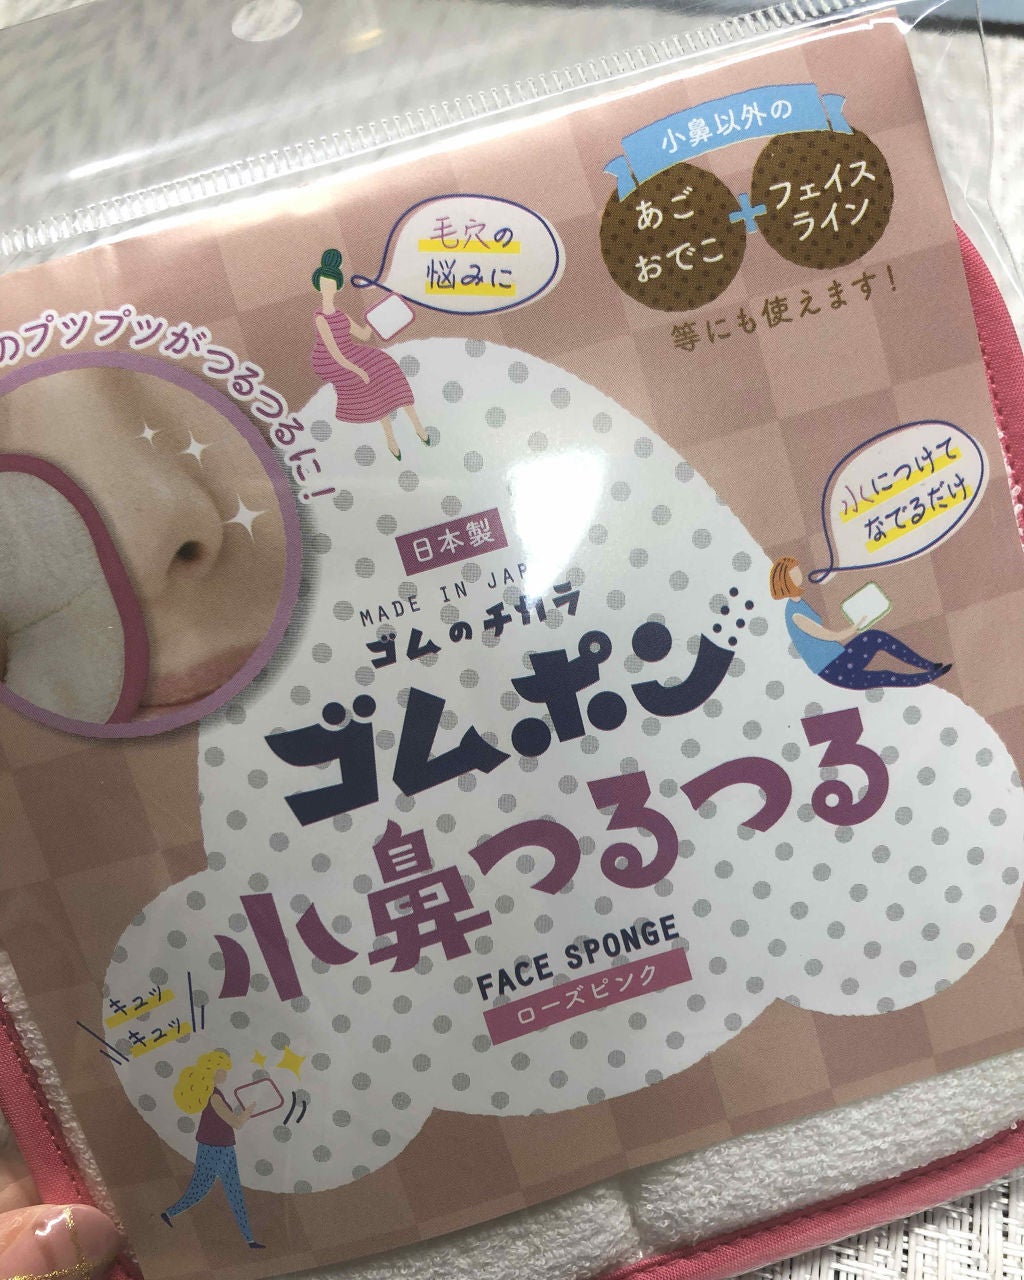 小鼻以外の
あご
おでこ
+
フェイス
ライン
等にも使えます!
毛穴の
悩みに
のプップッがつるつるに!
水につけて
なでるだけ
日本製
MADE IN JAP
ゴムのチカラ
ゴムポン
小鼻つるつる
FACE SPONGE
ローズピンク
キュッ
キュッ